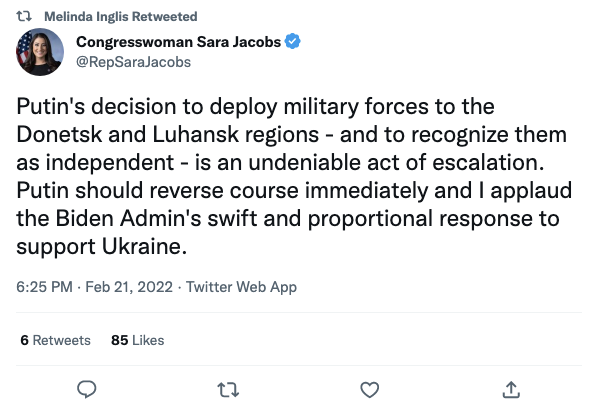 Melinda Inglis Retweeted
Congresswoman Sara Jacobs
@RepSaraJacobs
Putin's decision to deploy military forces to the
Donetsk and Luhansk regions - and to recognize them
as independent - is an undeniable act of escalation.
Putin should reverse course immediately and I applaud
the Biden Admin's swift and proportional response to
support Ukraine.
6:25 PM · Feb 21, 2022 · Twitter Web App
6 Retweets 85 Likes